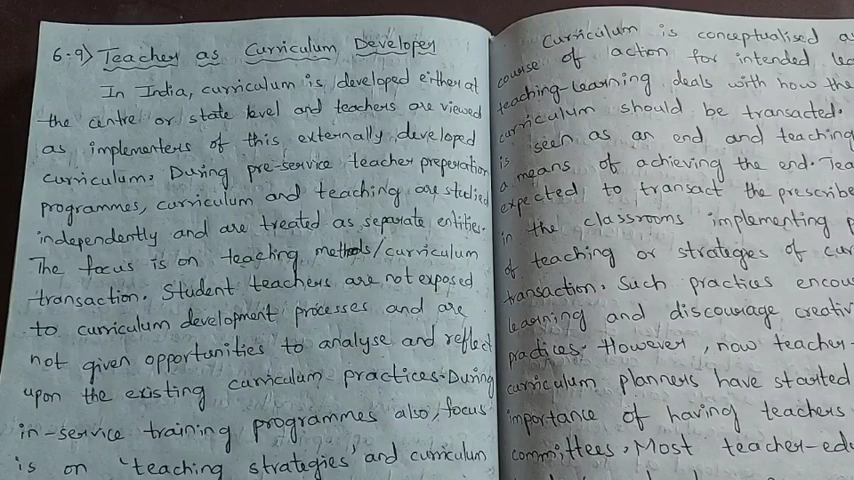 6.9) Teacher as Curriculum Developer
In India, curriculum is developed either at
the centre or state level and teachers are viewed
as implementers of this externally developed
curriculum. During pre-service teacher preperation
programmes, curriculum and teaching are studied
independently and are treated as separate entities.
The focus is on teaching methods/curriculum
transaction. Student teachers are not exposed
to curriculum development processes and are
not given opportunities to analyse and reflect
upon the existing curriculum practices. During
in-service training programmes also, focus
is on 'teaching strategies' and curriculum
Curriculum is conceptualised as
course of action for intended
teaching-learning deals with how the
curriculum should be transacted.
is seen as an end and teaching
a means of achieving the end.
expected to transact the
in the classrooms implementing
of teaching or strategies of
transaction. Such practices
learning and discourage
practices. However, now teacher-
curriculum planners have started
importance of having teachers
committees. Most